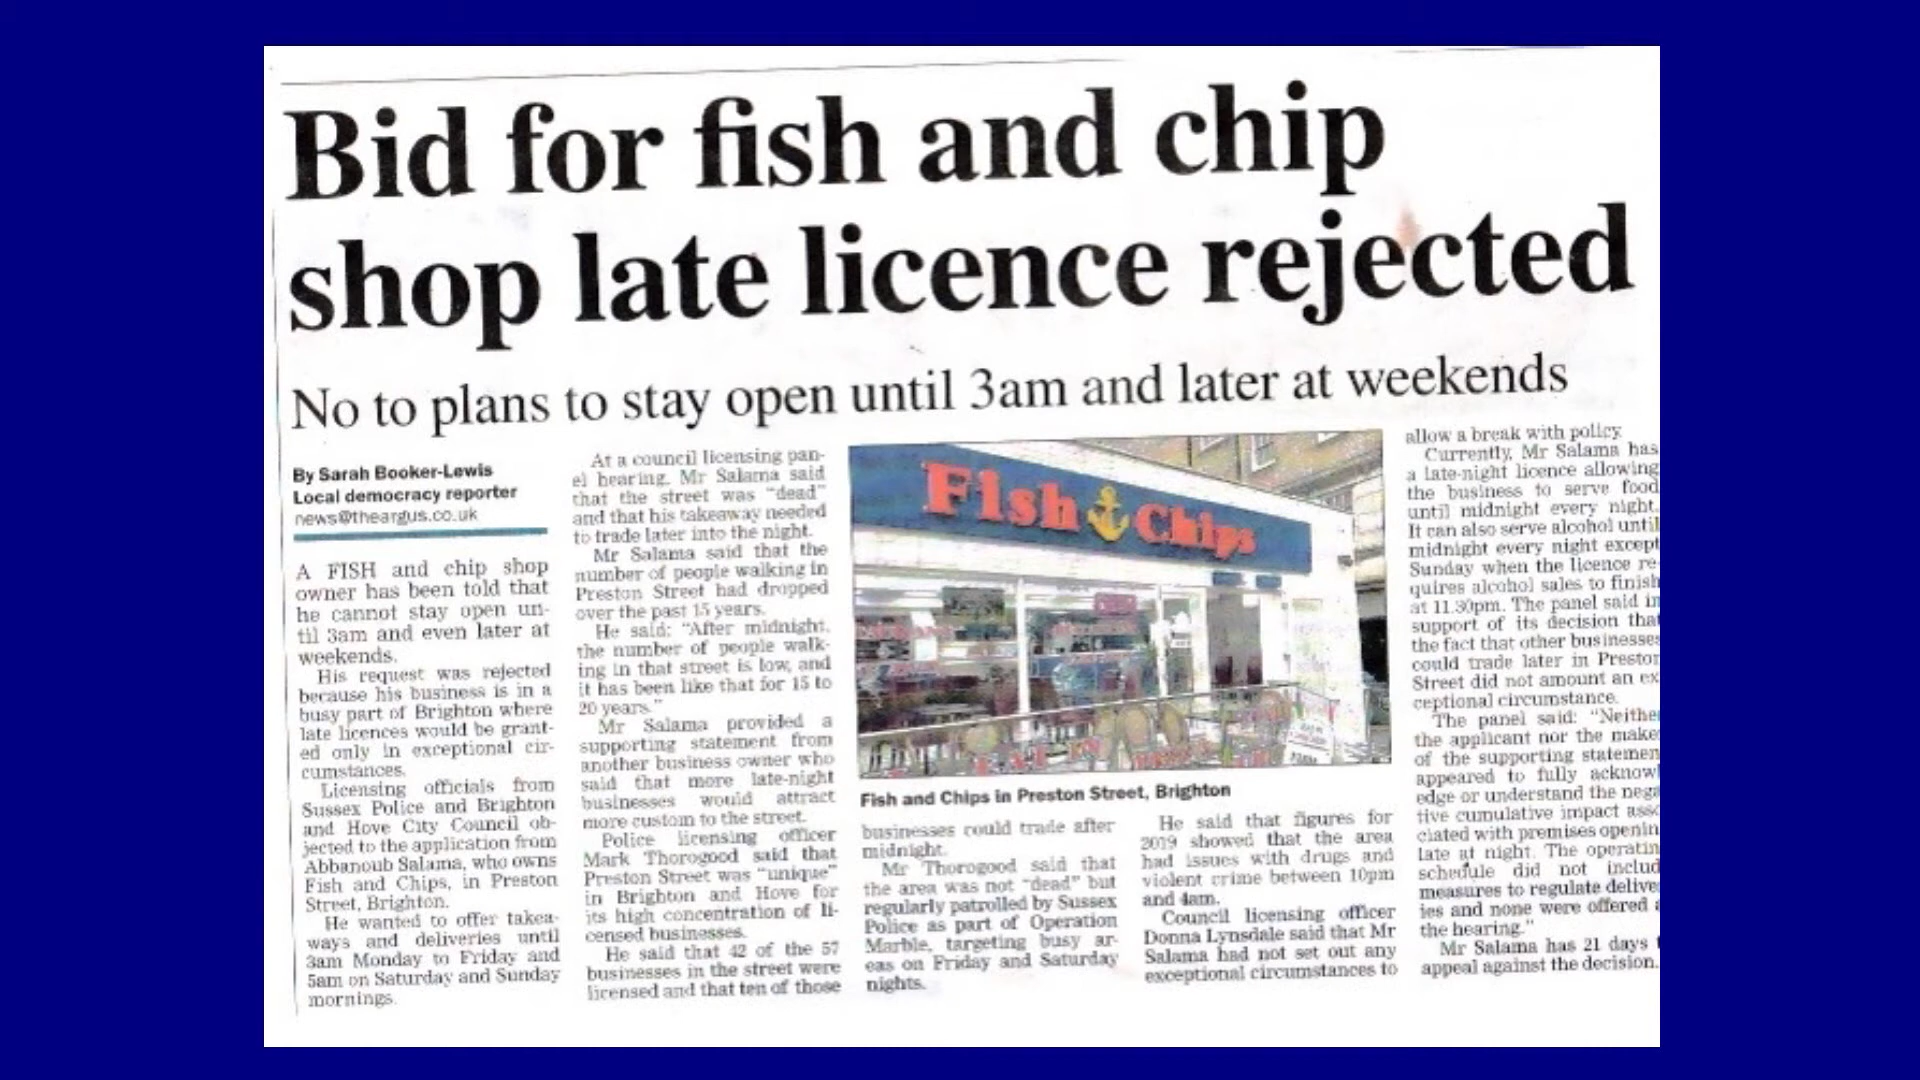 Bid for fish and chip
shop late licence rejected
No to plans to stay open until 3am and later at weekends
By Sarah Booker-Lewis
Local democracy reporter
news@theargus.co.uk
A FISH and chip shop
owner has been told that
he cannot stay open un-
til 3am and even later at
weekends.
His request was rejected
because his business is in a
busy part of Brighton where
late licences would be grant-
ed only in exceptional cir-
cumstances.
Licensing officials from
Sussex Police and Brighton
and Hove City Council ob-
jected to the application from
Abbanoub Salama, who owns
Fish and Chips, in Preston
Street, Brighton.
He wanted to offer takea-
ways and deliveries until
3am Monday to Friday and
5am on Saturday and Sunday
mornings.
At a council licensing pan-
el hearing, Mr Salama said
that the street was "dead"
and that his takeaway needed
to trade later into the night.
Mr Salama said that the
number of people walking in
Preston Street had dropped
over the past 15 years.
He said: "After midnight,
the number of people walk-
ing in that street is low, and
it has been like that for 15 to
20 years."
Mr Salama provided a
supporting statement from
another business owner who
said that more late-night
businesses would attract
more custom to the street.
Police licensing officer
Mark Thorogood said that
Preston Street was "unique"
in Brighton and Hove for
its high concentration of li-
censed businesses.
He said that 42 of the 57
businesses in the street were
licensed and that ten of those
Fish Chips
Fish and Chips in Preston Street, Brighton
businesses could trade after
midnight.
Mr Thorogood said that
the area was not "dead" but
regularly patrolled by Sussex
Police as part of Operation
Marble, targeting busy ar-
eas on Friday and Saturday
nights.
He said that figures for
2019 showed that the area
had issues with drugs and
violent crime between 10pm
and 4am.
Council licensing officer
Donna Lynsdale said that Mr
Salama had not set out any
exceptional circumstances to
allow a break with policy.
Currently, Mr Salama has
a late-night licence allowing
the business to serve food
until midnight every night.
It can also serve alcohol until
midnight every night except
Sunday when the licence re-
quires alcohol sales to finish
at 11.30pm. The panel said in
support of its decision that
the fact that other businesses
could trade later in Preston
Street did not amount an ex
ceptional circumstance.
The panel said: "Neithe
the applicant nor the make
of the supporting statemen
appeared to fully acknowl
edge or understand the nega
tive cumulative impact asso
ciated with premises openin
late at night. The operatin
schedule did not includ
measures to regulate delive
ies and none were offered a
the hearing."
Mr Salama has 21 days t
appeal against the decision.